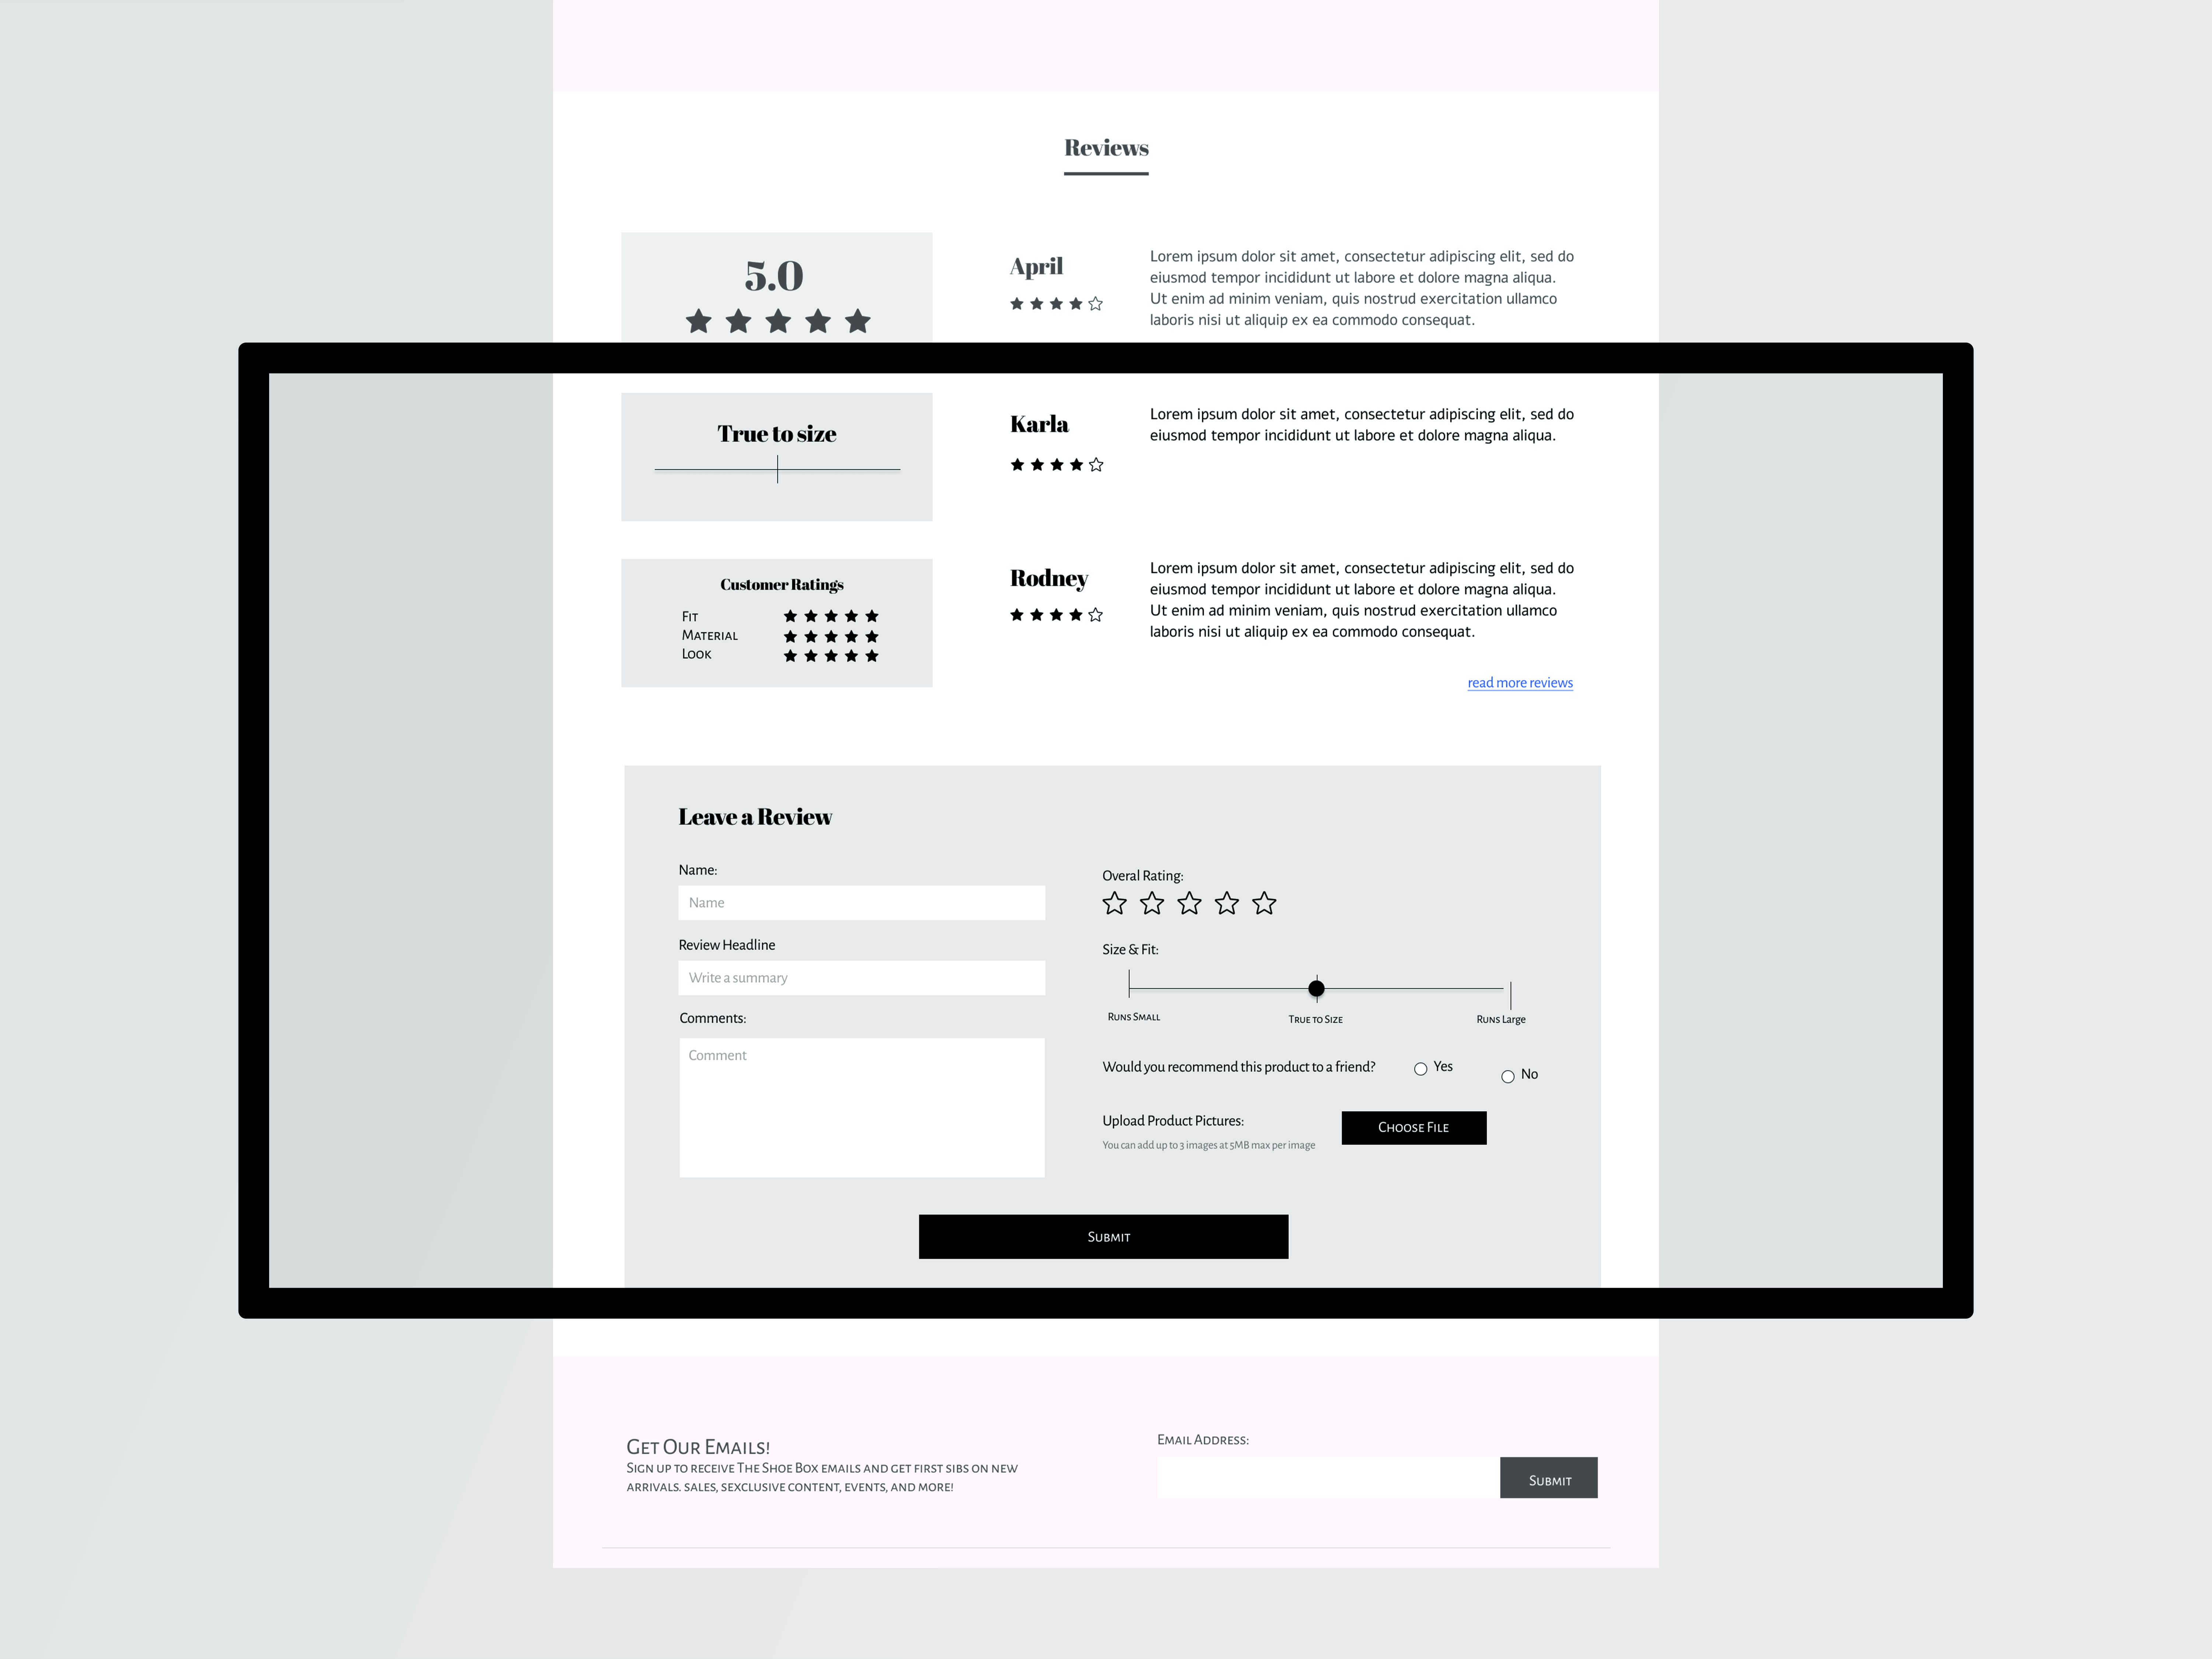 Reviews
5.0
April
Lorem ipsum dolor sit amet, consectetur adipiscing elit, sed do
eiusmod tempor incididunt ut labore et dolore magna aliqua.
Ut enim ad minim veniam, quis nostrud exercitation ullamco
laboris nisi ut aliquip ex ea commodo consequat.
True to size
Karla
Lorem ipsum dolor sit amet, consectetur adipiscing elit, sed do
eiusmod tempor incididunt ut labore et dolore magna aliqua.
Customer Ratings
Fit
Material
Look
Rodney
Lorem ipsum dolor sit amet, consectetur adipiscing elit, sed do
eiusmod tempor incididunt ut labore et dolore magna aliqua.
Ut enim ad minim veniam, quis nostrud exercitation ullamco
laboris nisi ut aliquip ex ea commodo consequat.
read more reviews
Leave a Review
Name:
Name
Review Headline
Write a summary
Comments:
Comment
Overal Rating:
Size & Fit:
Runs Small
True to Size
Runs Large
Would you recommend this product to a friend?
Yes
No
Upload Product Pictures:
You can add up to 3 images at 5MB max per image
Choose File
Submit
Get Our Emails!
Sign up to receive The Shoe Box emails and get first sibs on new
arrivals. sales, sexclusive content, events, and more!
Email Address:
Submit